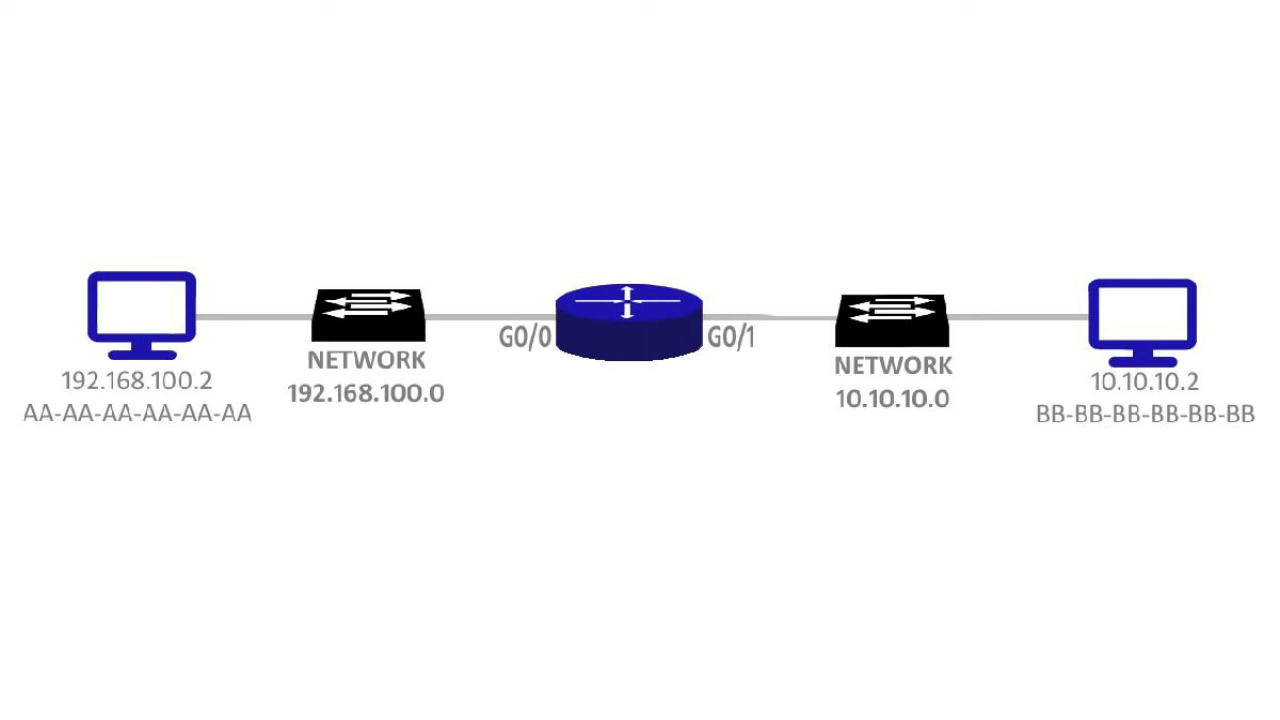 G0/0
G0/1
NETWORK
192.168.100.0
NETWORK
10.10.10.0
192.168.100.2
AA-AA-AA-AA-AA-AA
10.10.10.2
BB-BB-BB-BB-BB-BB